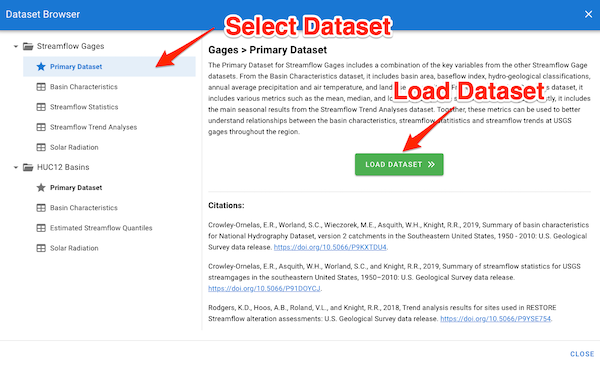 Dataset Browser
Select Dataset
Streamflow Gages
Primary Dataset
Basin Characteristics
Streamflow Statistics
Streamflow Trend Analyses
Solar Radiation
HUC12 Basins
Primary Dataset
Basin Characteristics
Estimated Streamflow Quantiles
Solar Radiation
Gages > Primary Dataset
The Primary Dataset for Streamflow Gages includes a combination of the key variables from the other Streamflow Gage
datasets. From the Basin Characteristics dataset, it includes basin area, baseflow index, hydro-geological classifications,
annual average precipitation and air temperature, and land s dataset, it
includes various metrics such as the mean, median, and lo it includes
the main seasonal results from the Streamflow Trend Analyses dataset. Together, these metrics can be used to better
understand relationships between the basin characteristics, streamflow statitistics and streamflow trends at USGS
gages throughout the region.
Load Dataset
LOAD DATASET
Citations:
Crowley-Ornelas, E.R., Worland, S.C., Wieczorek, M.E., Asquith, W.H., Knight, R.R., 2019, Summary of basin characteristics
for National Hydrography Dataset, version 2 catchments in the Southeastern United States, 1950 - 2010: U.S. Geological
Survey data release. https://doi.org/10.5066/P9KXTDU4.
Crowley-Ornelas, E.R., Asquith, W.H., Worland, S.C., and Knight, R.R., 2019, Summary of streamflow statistics for USGS
streamgages in the southeastern United States, 1950–2010: U.S. Geological Survey data release.
https://doi.org/10.5066/P91DOYCJ.
Rodgers, K.D., Hoos, A.B., Roland, V.L., and Knight, R.R., 2018, Trend analysis results for sites used in RESTORE
Streamflow alteration assessments: U.S. Geological Survey data release. https://doi.org/10.5066/P9YSE754.
CLOSE